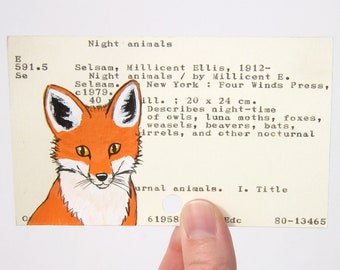 Night animals
E
591.5 Selsam, Millicent Ellis, 1912-
Se Night animals / by Millicent E.
Selsam. New York : Four Winds Press,
c1979.
40 ill. ; 20 x 24 cm.
Describes night-time
of owls, luna moths, foxes,
weasels, beavers, bats,
and other nocturnal
animals. I. Title
61958 Edc 80-13465